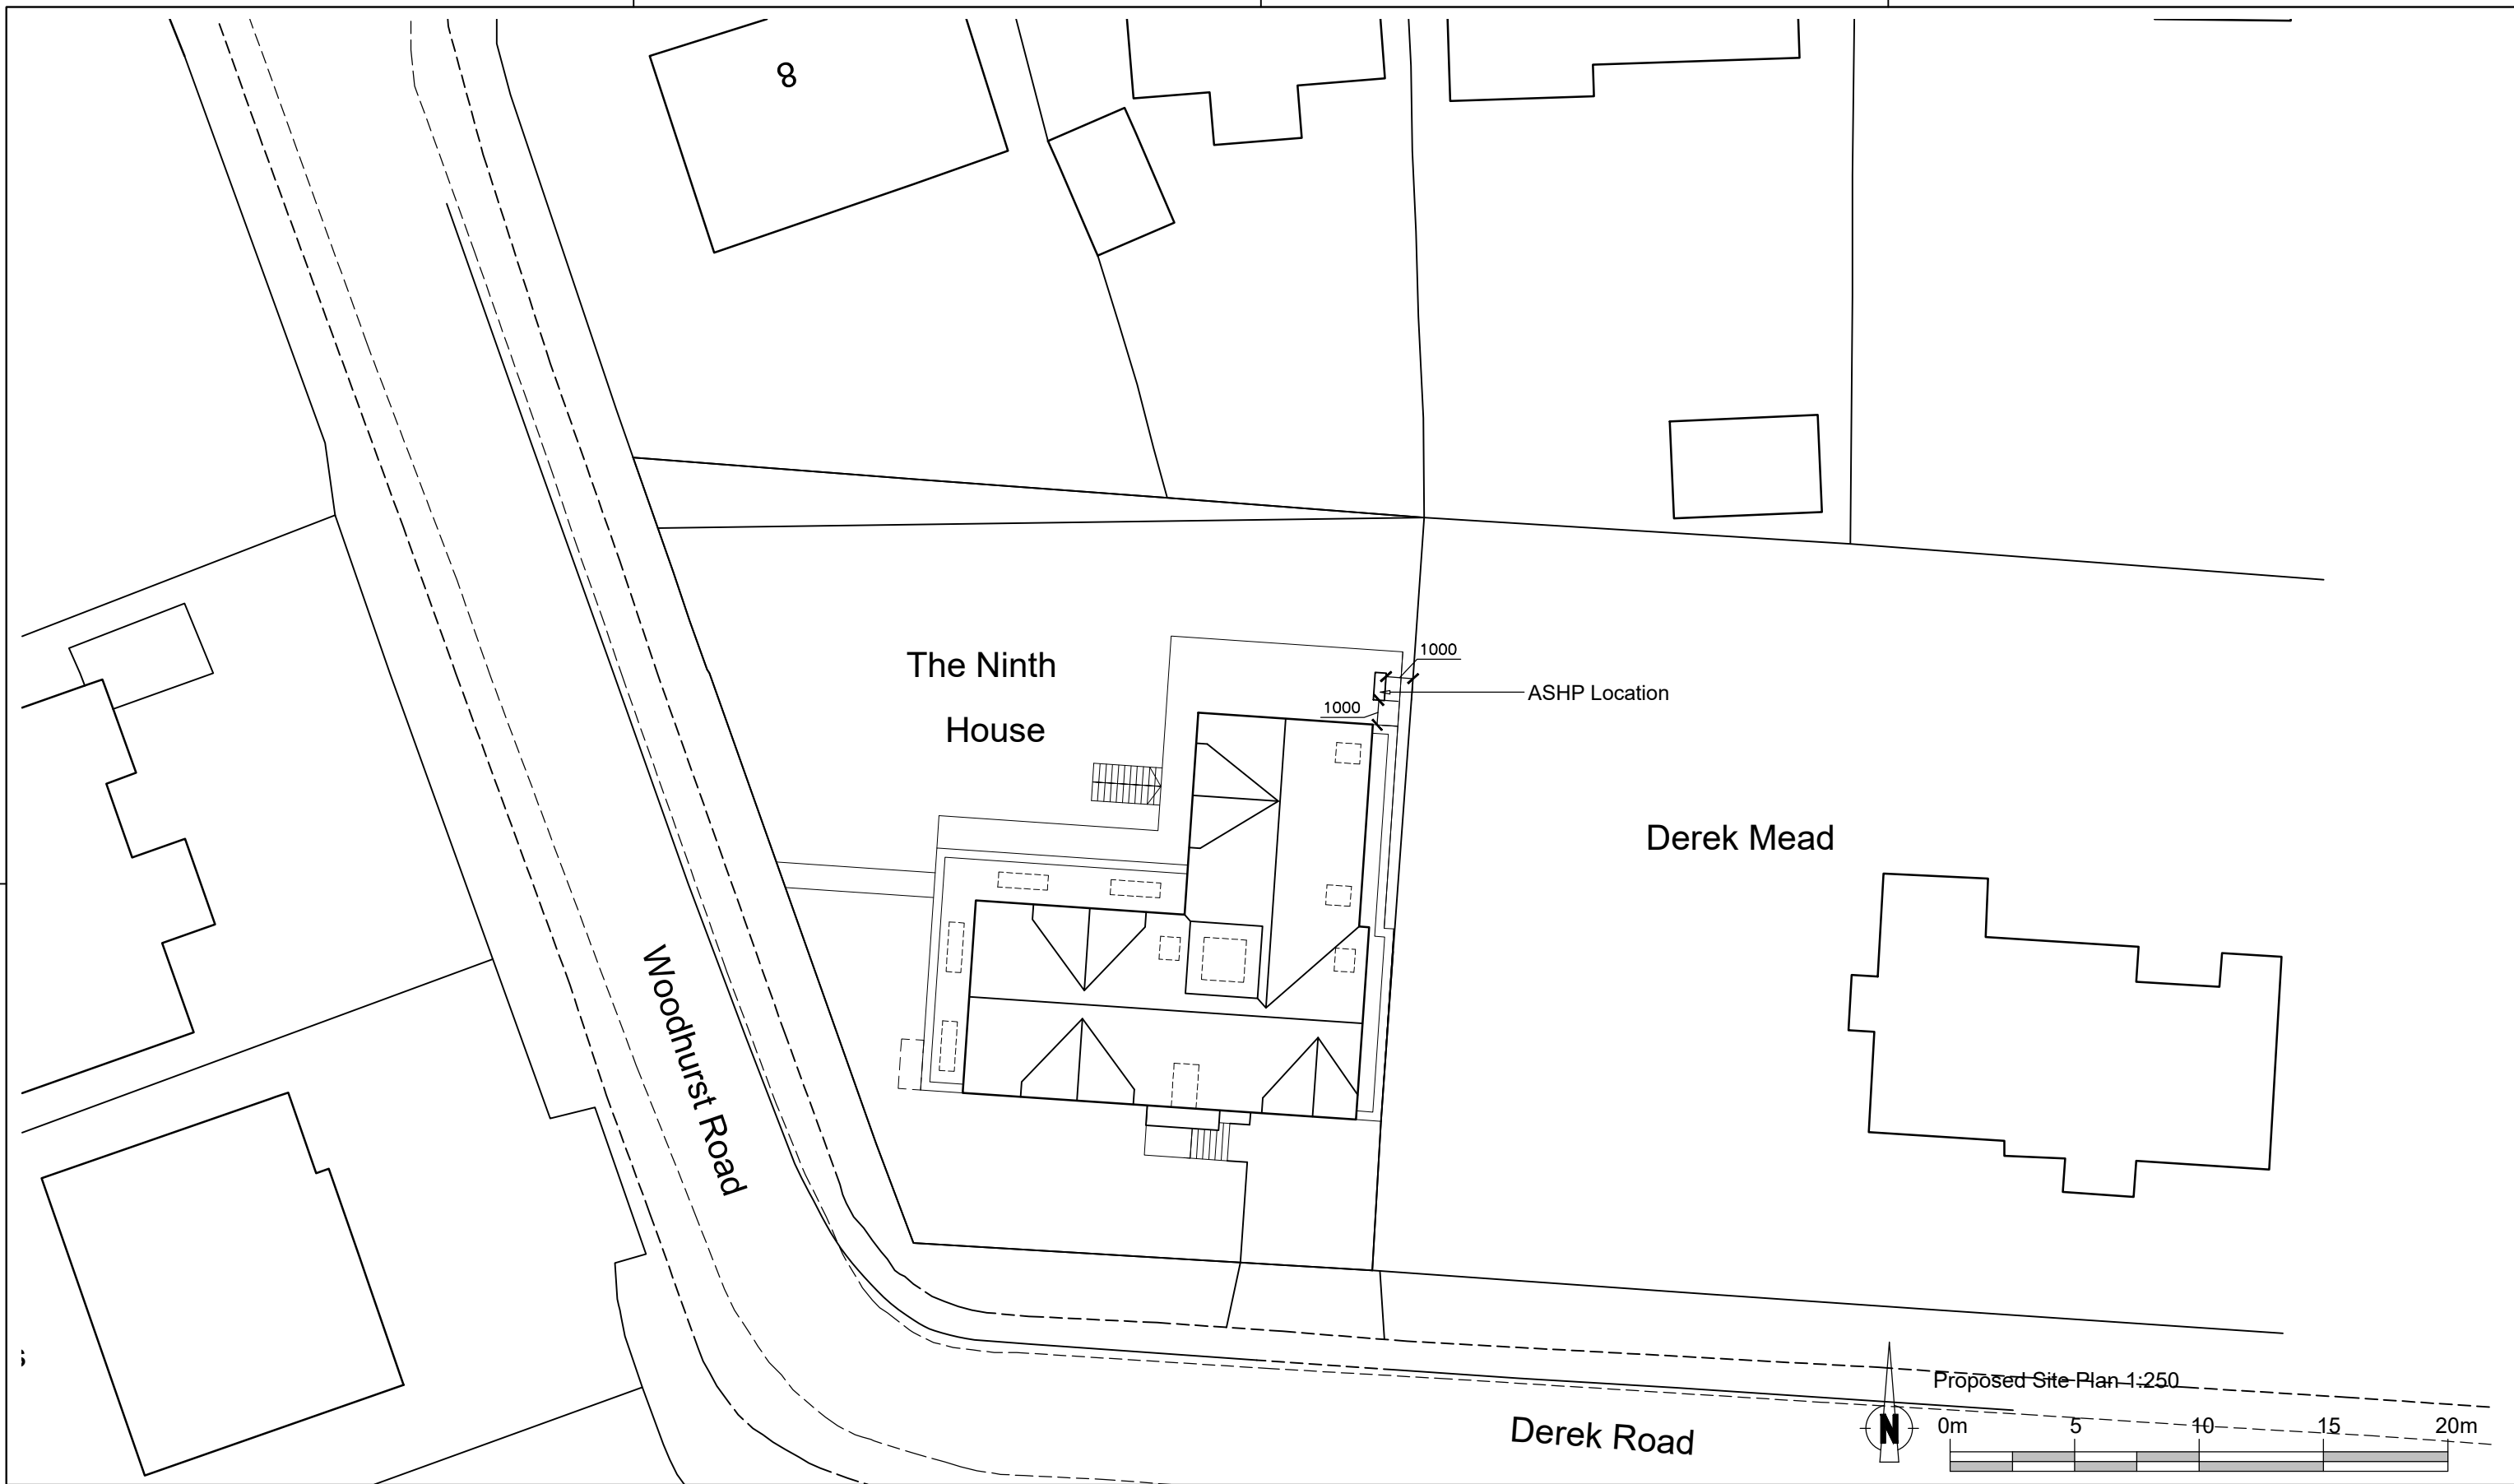 8
The Ninth
House
1000
ASHP Location
1000
Derek Mead
Woodhurst Road
Proposed Site Plan 1:250
Derek Road
N
0m 5 10 15 20m